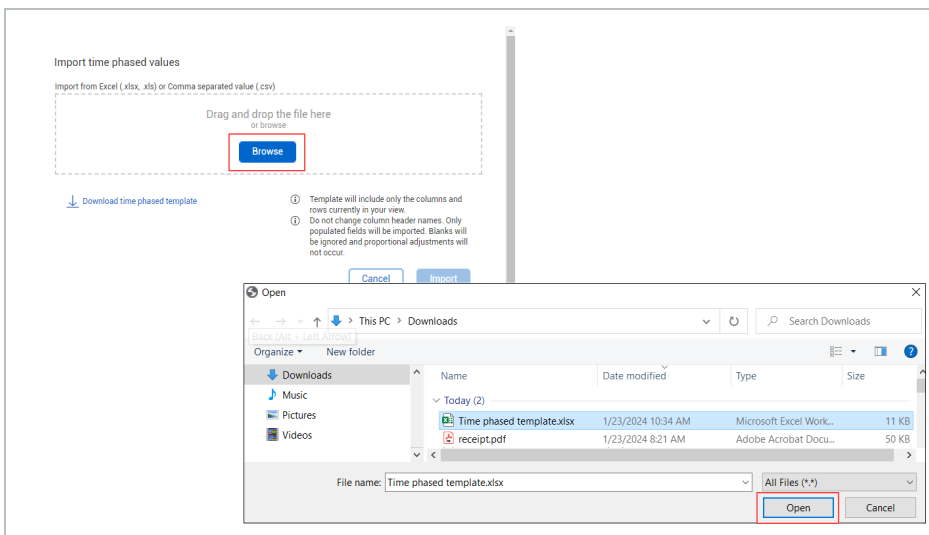 Import time phased values
Import from Excel (.xlsx, .xls) or Comma separated value (.csv)
Drag and drop the file here
or browse
Browse
Download time phased template
Template will include only the columns and
rows currently in your view.
Do not change column header names. Only
populated fields will be imported. Blanks will
be ignored and proportional adjustments will
not occur.
Cancel Import
Open
This PC > Downloads
Search Downloads
Back (Alt + Left Arrow)
Organize New folder
Downloads
Music
Pictures
Videos
Name Date modified Type Size
Today (2)
Time phased template.xlsx 1/23/2024 10:34 AM Microsoft Excel Work... 11 KB
receipt.pdf 1/23/2024 8:21 AM Adobe Acrobat Docu... 50 KB
File name: Time phased template.xlsx All Files (*.*)
Open Cancel